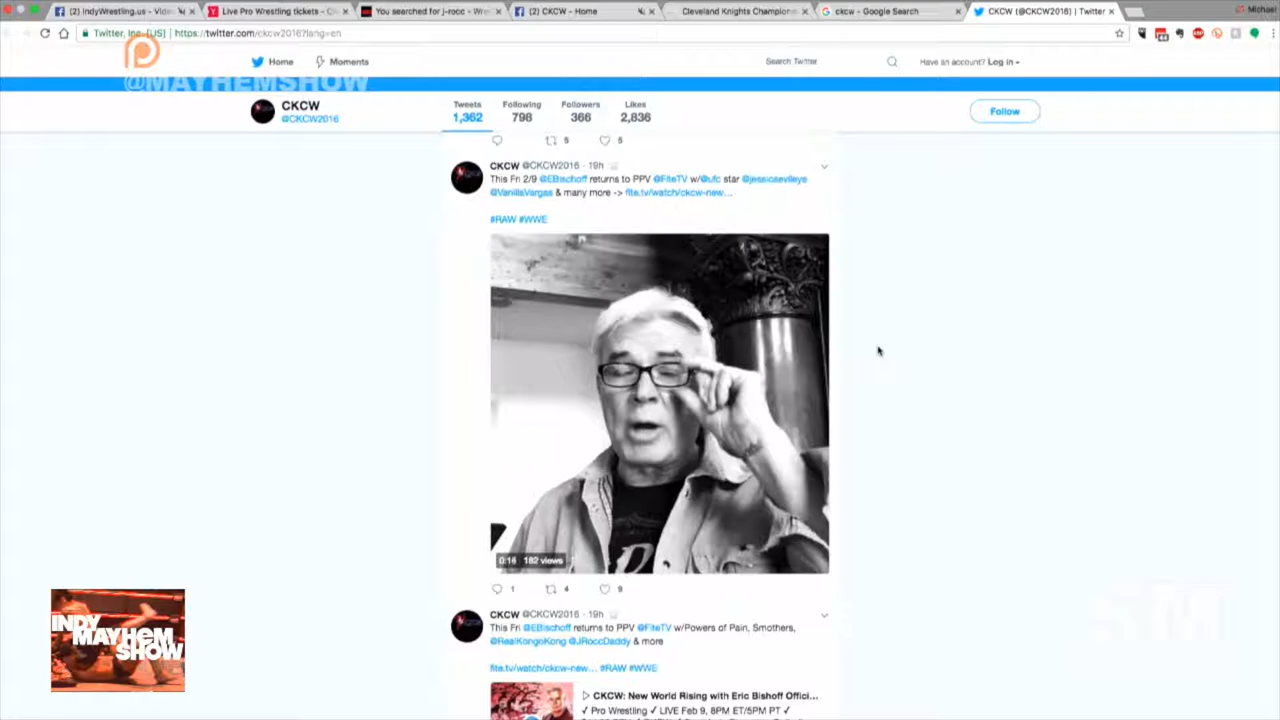 (2) IndyWrestling.us - Vide
Live Pro Wrestling tickets - C
You searched for j-rocc - Wre
(2) CKCW - Home
Cleveland Knights Champion
ckcw - Google Search
CKCW (@CKCW2016) | Twitter
Michael
Twitter, Inc. [US] | https://twitter.com/ckcw2016?lang=en
Home
Moments
Search Twitter
Have an account? Log in
@MAYHEMSHOW
CKCW
@CKCW2016
Tweets
1,362
Following
798
Followers
366
Likes
2,836
Follow
5 5
CKCW @CKCW2016 · 19h
This Fri 2/9 @EBischoff returns to PPV @FiteTV w/@ufc star @jessicaevileye
@VanillaVargas & many more -> fite.tv/watch/ckcw-new...
#RAW #WWE
0:14 182 views
1 4 9
CKCW @CKCW2016 · 19h
This Fri @EBischoff returns to PPV @FiteTV w/Powers of Pain, Smothers,
@RealKongoKong @JRoccDaddy & more
fite.tv/watch/ckcw-new... #RAW #WWE
CKCW: New World Rising with Eric Bischoff Offici...
✓ Pro Wrestling ✓ LIVE Feb 9, 8PM ET/5PM PT ✓
INDY
MAYHEM
SHOW